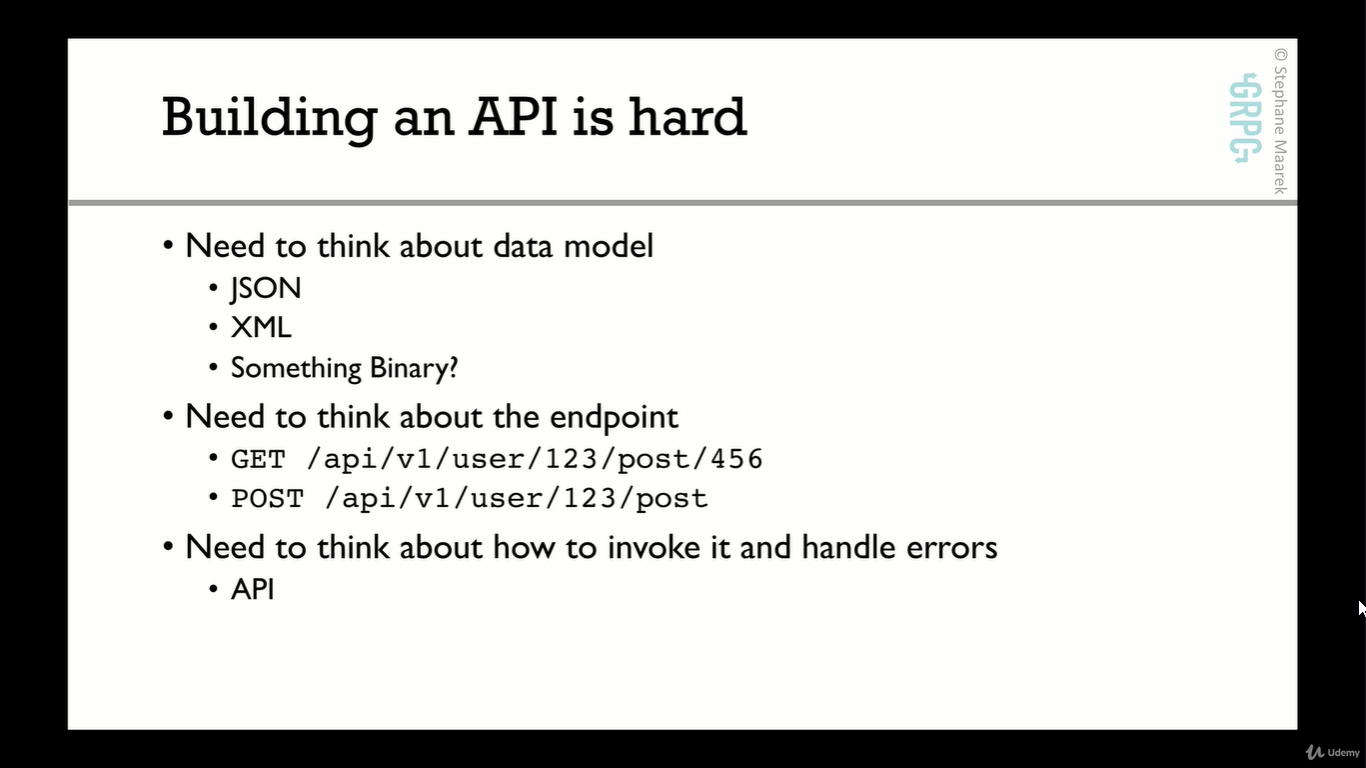 Building an API is hard
© Stephane Maarek
GRPC
• Need to think about data model
• JSON
• XML
• Something Binary?
• Need to think about the endpoint
• GET /api/v1/user/123/post/456
• POST /api/v1/user/123/post
• Need to think about how to invoke it and handle errors
• API
Udemy